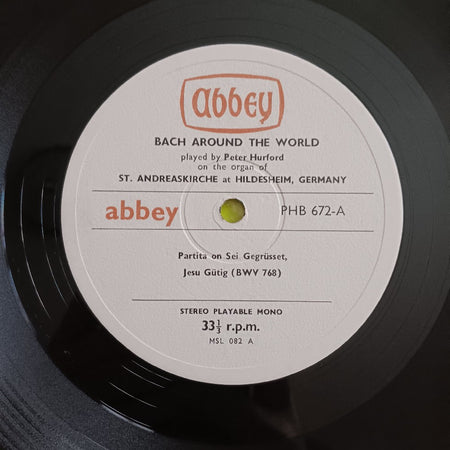 abbey
BACH AROUND THE WORLD
played by Peter Hurford
on the organ of
ST. ANDREASKIRCHE at HILDESHEIM, GERMANY
abbey PHB 672-A
Partita on Sei Gegrüsset,
Jesu Gütig (BWV 768)
STEREO PLAYABLE MONO
33⅓ r.p.m.
MSL 082 A